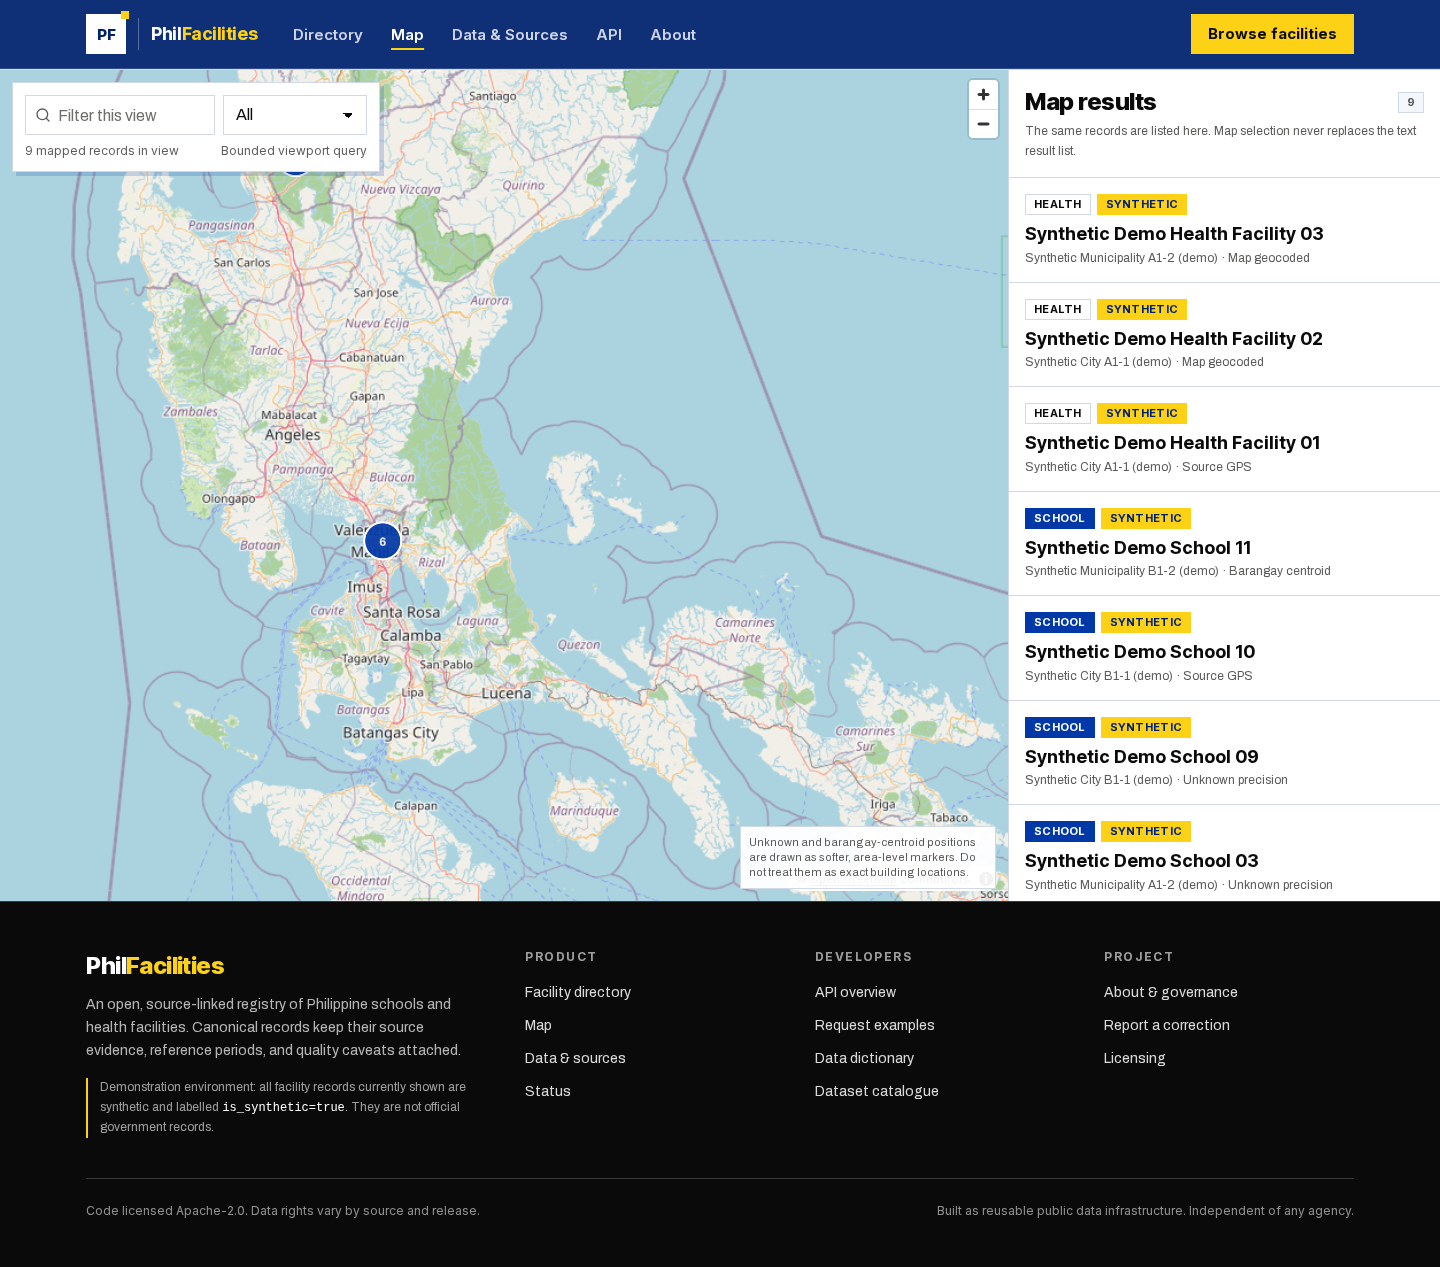 PF
PhilFacilities
Directory
Map
Data & Sources
API
About
Browse facilities
Filter this view
All
9 mapped records in view
Bounded viewport query
Santiago
Nueva Vizcaya
Quirino
Pangasinan
San Carlos
San Jose
Aurora
Nueva Ecija
Tarlac
Cabanatuan
Gapan
Zambales
Mabalacat
Angeles
Pampanga
Bulacan
Olongapo
6
Bataan
Rizal
Imus
Cavite
Santa Rosa
Laguna
Calamba
Camarines
Norte
Quezon
Tagaytay
San Pablo
Lipa
Lucena
Batangas
Batangas City
Camarines
Sur
Calapan
Marinduque
Iriga
Tabaco
Occidental
Mindoro
Unknown and barangay-centroid positions
are drawn as softer, area-level markers. Do
not treat them as exact building locations.
Map results
9
The same records are listed here. Map selection never replaces the text
result list.
HEALTH SYNTHETIC
Synthetic Demo Health Facility 03
Synthetic Municipality A1-2 (demo) · Map geocoded
HEALTH SYNTHETIC
Synthetic Demo Health Facility 02
Synthetic City A1-1 (demo) · Map geocoded
HEALTH SYNTHETIC
Synthetic Demo Health Facility 01
Synthetic City A1-1 (demo) · Source GPS
SCHOOL SYNTHETIC
Synthetic Demo School 11
Synthetic Municipality B1-2 (demo) · Barangay centroid
SCHOOL SYNTHETIC
Synthetic Demo School 10
Synthetic City B1-1 (demo) · Source GPS
SCHOOL SYNTHETIC
Synthetic Demo School 09
Synthetic City B1-1 (demo) · Unknown precision
SCHOOL SYNTHETIC
Synthetic Demo School 03
Synthetic Municipality A1-2 (demo) · Unknown precision
PhilFacilities
An open, source-linked registry of Philippine schools and
health facilities. Canonical records keep their source
evidence, reference periods, and quality caveats attached.
Demonstration environment: all facility records currently shown are
synthetic and labelled is_synthetic=true. They are not official
government records.
PRODUCT
Facility directory
Map
Data & sources
Status
DEVELOPERS
API overview
Request examples
Data dictionary
Dataset catalogue
PROJECT
About & governance
Report a correction
Licensing
Code licensed Apache-2.0. Data rights vary by source and release.
Built as reusable public data infrastructure. Independent of any agency.